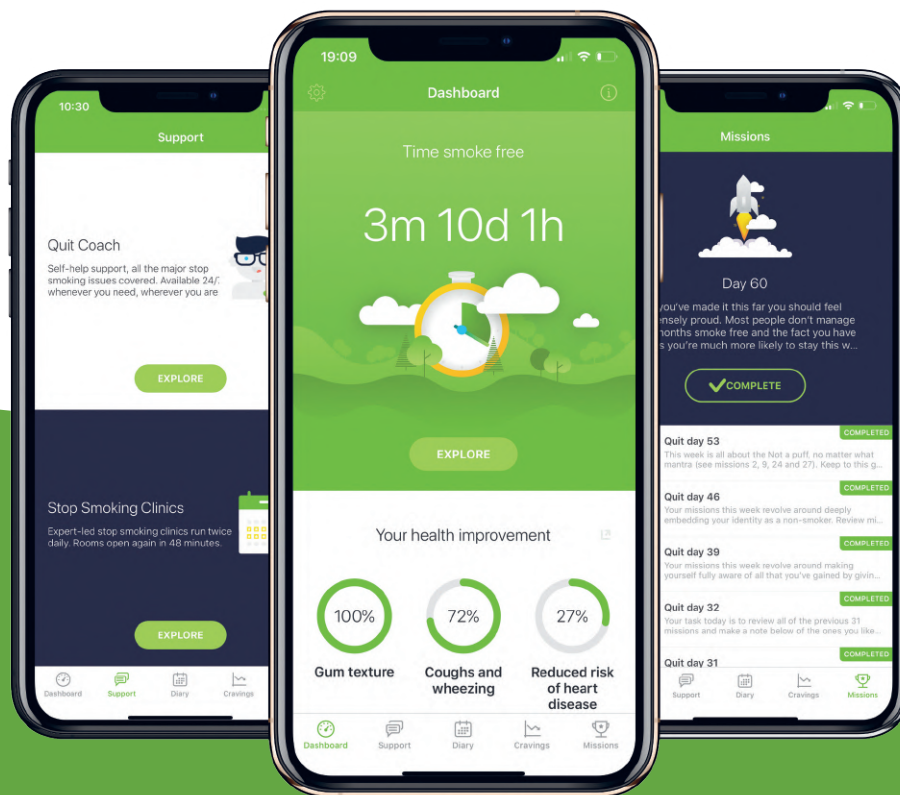 10:30
Support
Quit Coach
Self-help support, all the major stop
smoking issues covered. Available 24/7
whenever you need, wherever you are
EXPLORE
Stop Smoking Clinics
Expert-led stop smoking clinics run twice
daily. Rooms open again in 48 minutes.
EXPLORE
Dashboard
Support
Diary
Cravings
19:09
Dashboard
Time smoke free
3m 10d 1h
EXPLORE
Your health improvement
100%
72%
27%
Gum texture
Coughs and
wheezing
Reduced risk
of heart
disease
Dashboard
Support
Diary
Cravings
Missions
Missions
Day 60
you've made it this far you should feel
ensely proud. Most people don't manage
months smoke free and the fact you have
s you're much more likely to stay this w...
COMPLETE
COMPLETED
Quit day 53
This week is all about the Not a puff. no matter what
mantra (see missions 2, 9, 24 and 27). Keep to this g...
COMPLETED
Quit day 46
Your missions this week revolve around deeply
embedding your identity as a non-smoker. Review mi...
COMPLETED
Quit day 39
Your missions this week revolve around making
yourself fully aware of all that you've gained by givin...
COMPLETED
Quit day 32
Your task today is to review all of the previous 31
missions and make a note below of the ones you like...
COMPLETED
Quit day 31
Support
Diary
Cravings
Missions